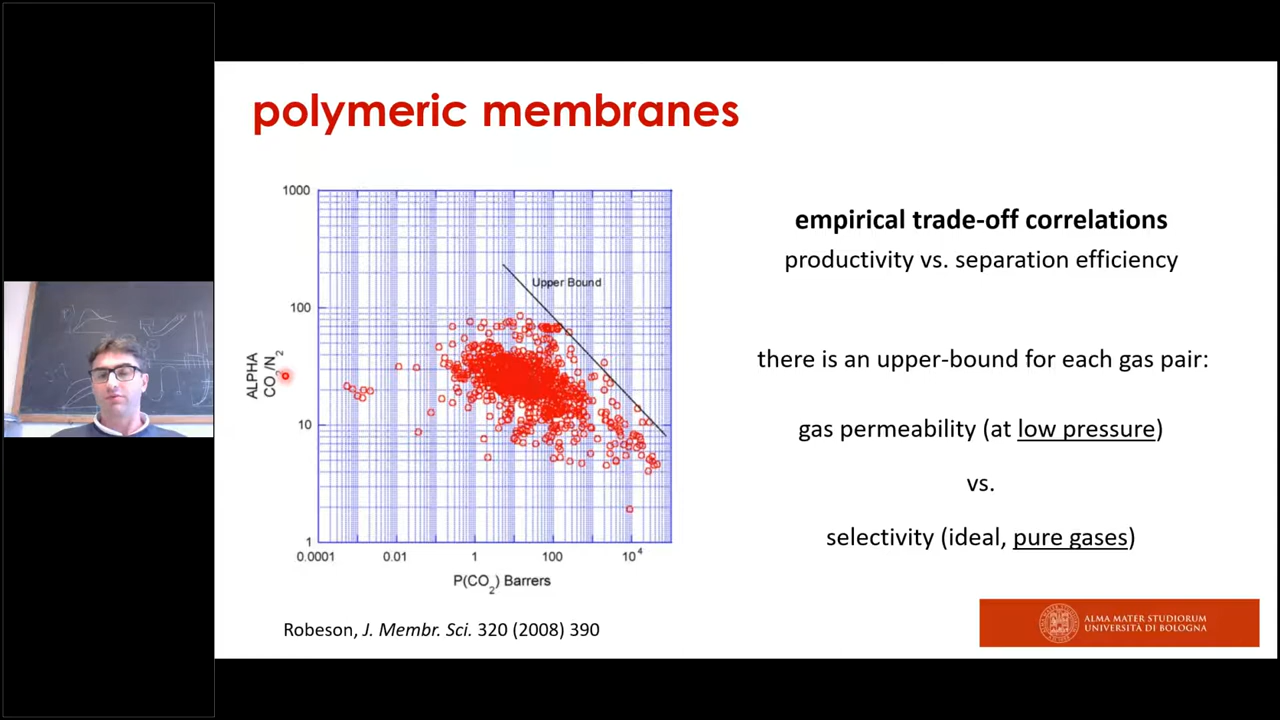 polymeric membranes
1000
100
10
1
0.0001
0.01
1
100
10⁴
Upper Bound
ALPHA
CO₂/N₂
P(CO₂) Barrers
Robeson, J. Membr. Sci. 320 (2008) 390
empirical trade-off correlations
productivity vs. separation efficiency
there is an upper-bound for each gas pair:
gas permeability (at low pressure)
vs.
selectivity (ideal, pure gases)
ALMA MATER STUDIORUM
UNIVERSITÀ DI BOLOGNA